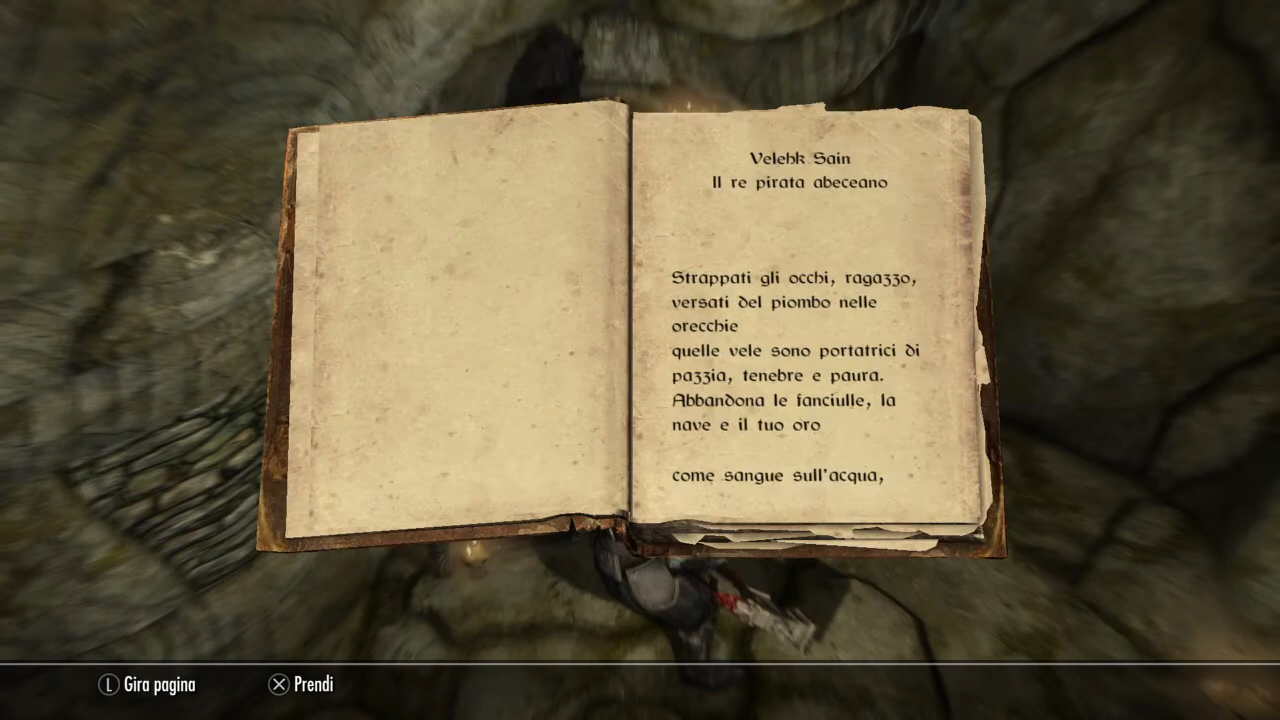 Velehk Sain
Il re pirata abeceano
Strappati gli occhi, ragazzo,
versati del piombo nelle
orecchie
quelle vele sono portatrici di
pazzia, tenebre e paura.
Abbandona le fanciulle, la
nave e il tuo oro
come sangue sull'acqua,
L Gira pagina
X Prendi